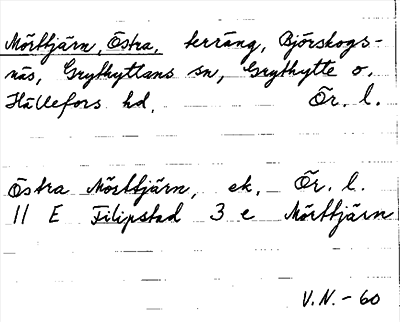 Mörttjärn, Östra, terräng, Björskogs-
näs, Grythyttans sn, Grythytte o.
Hällefors hd. Ör. l.
Östra Mörttjärn, ek. Ör. l.
11 E Filipstad 3 e Mörttjärn
V.N. - 60